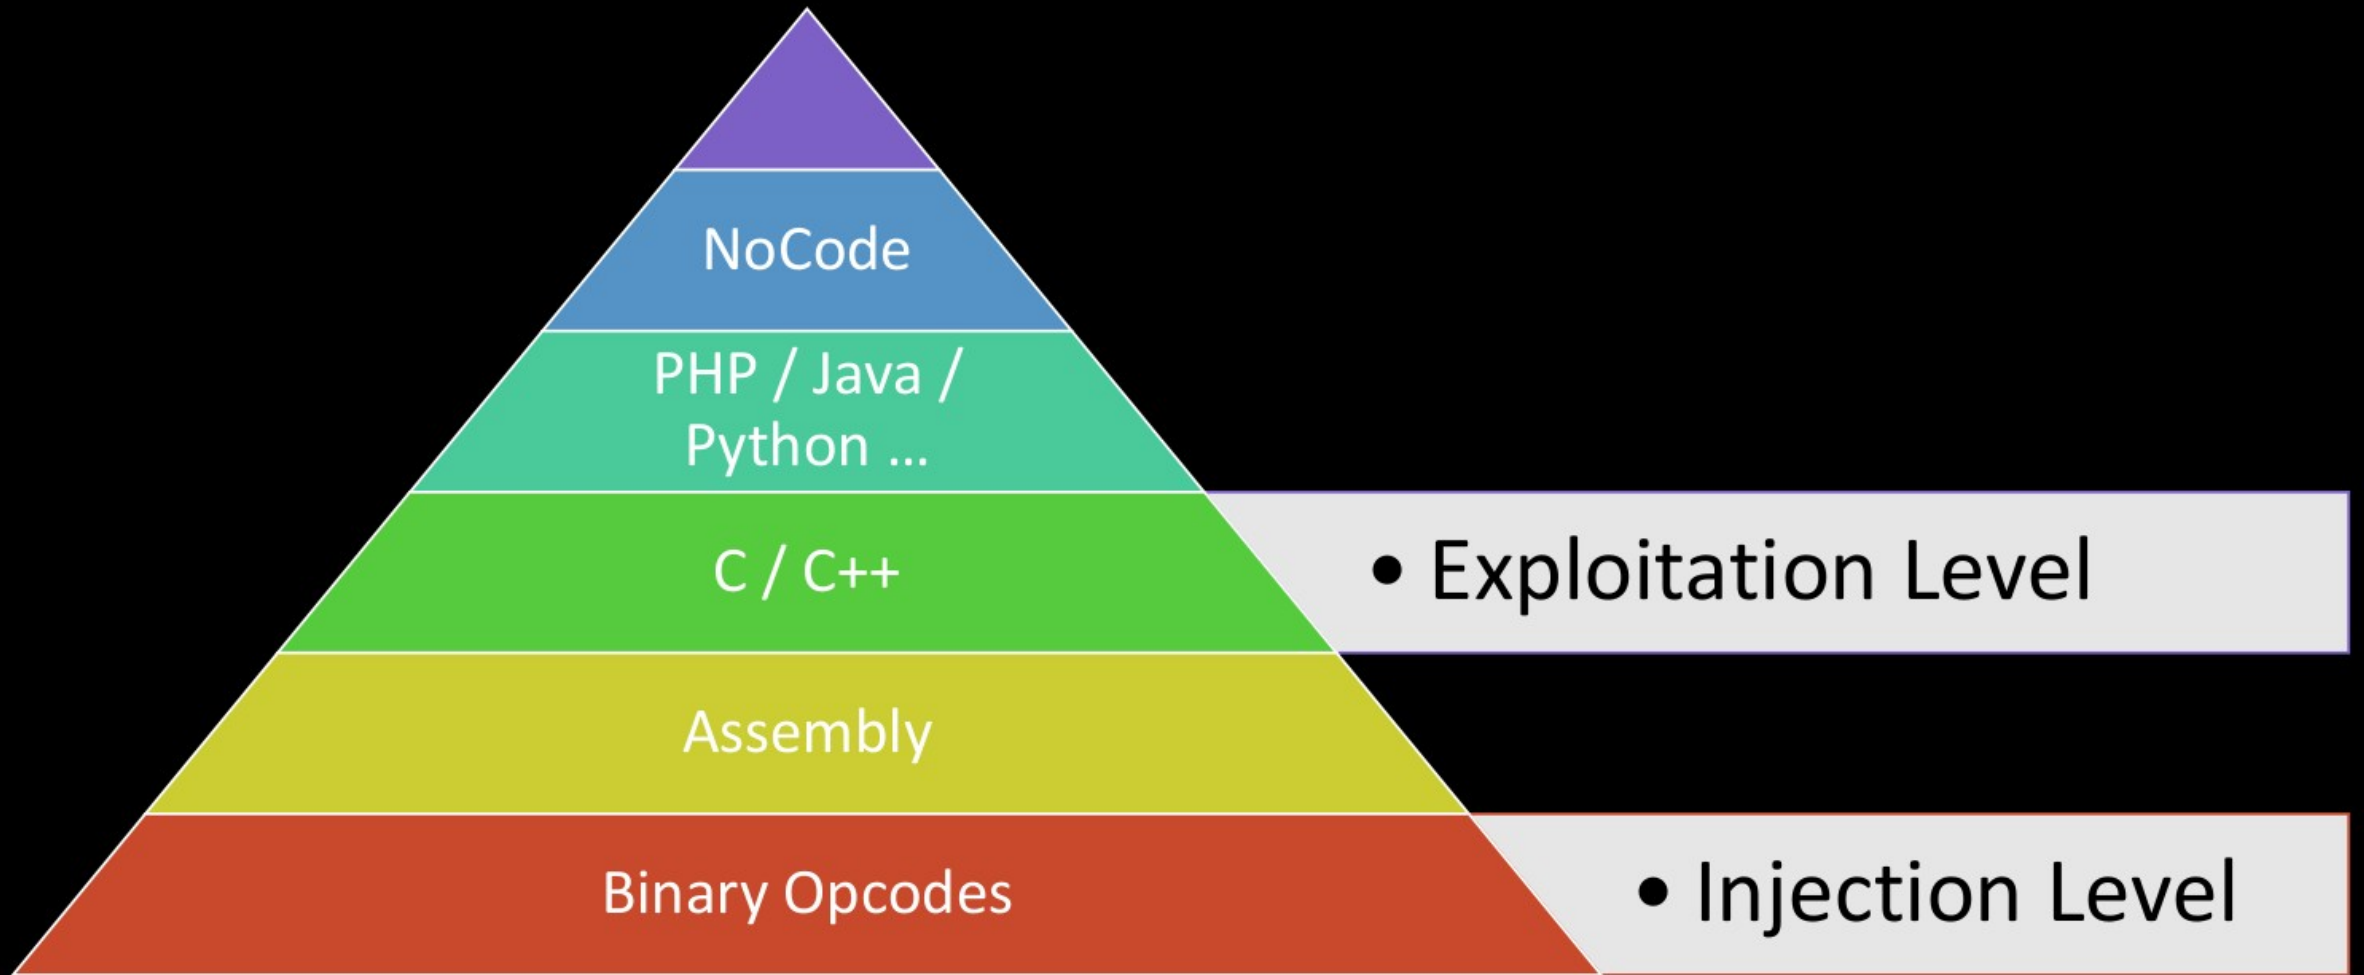 NoCode
PHP / Java /
Python ...
C / C++
• Exploitation Level
Assembly
Binary Opcodes
• Injection Level